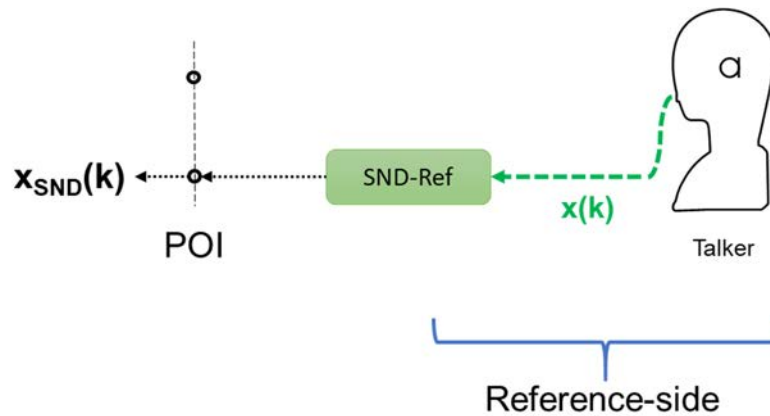 SND-Ref
x_SND(k)
x(k)
POI
Talker
Reference-side